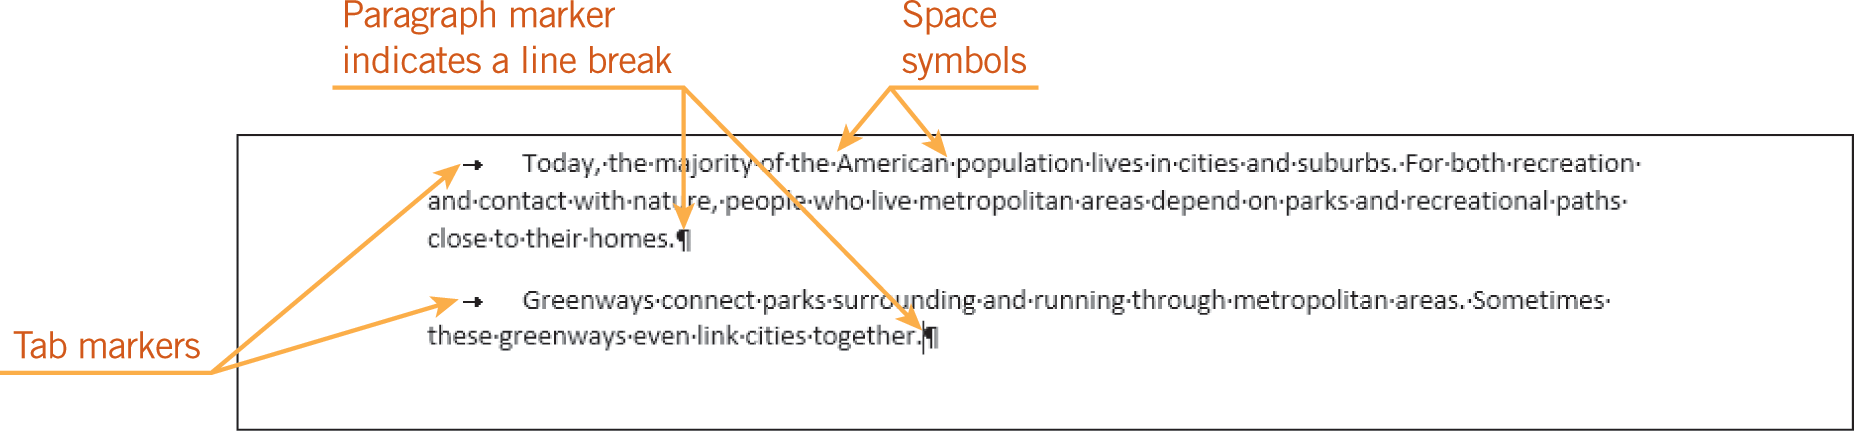 Paragraph marker
indicates a line break
Space
symbols
→ Today,·the·majority·of·the·American·population·lives·in·cities·and·suburbs.·For·both·recreation·
and·contact·with·nature,·people·who·live·metropolitan·areas·depend·on·parks·and·recreational·paths·
close·to·their·homes.¶
→ Greenways·connect·parks·surrounding·and·running·through·metropolitan·areas.·Sometimes·
these·greenways·even·link·cities·together.¶
Tab markers